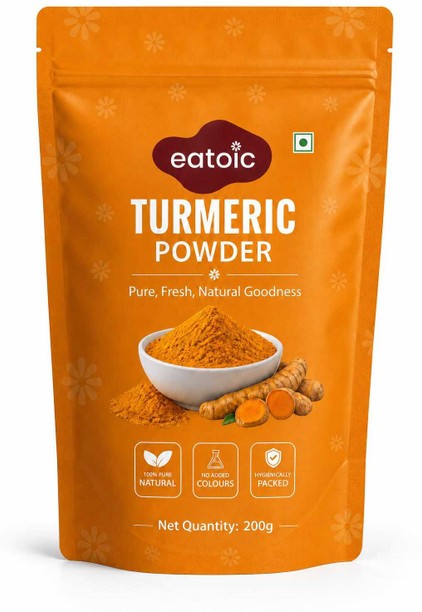 eatoic
TURMERIC
POWDER
Pure, Fresh, Natural Goodness
100% PURE
NATURAL
NO ADDED
COLOURS
HYGIENICALLY
PACKED
Net Quantity: 200g